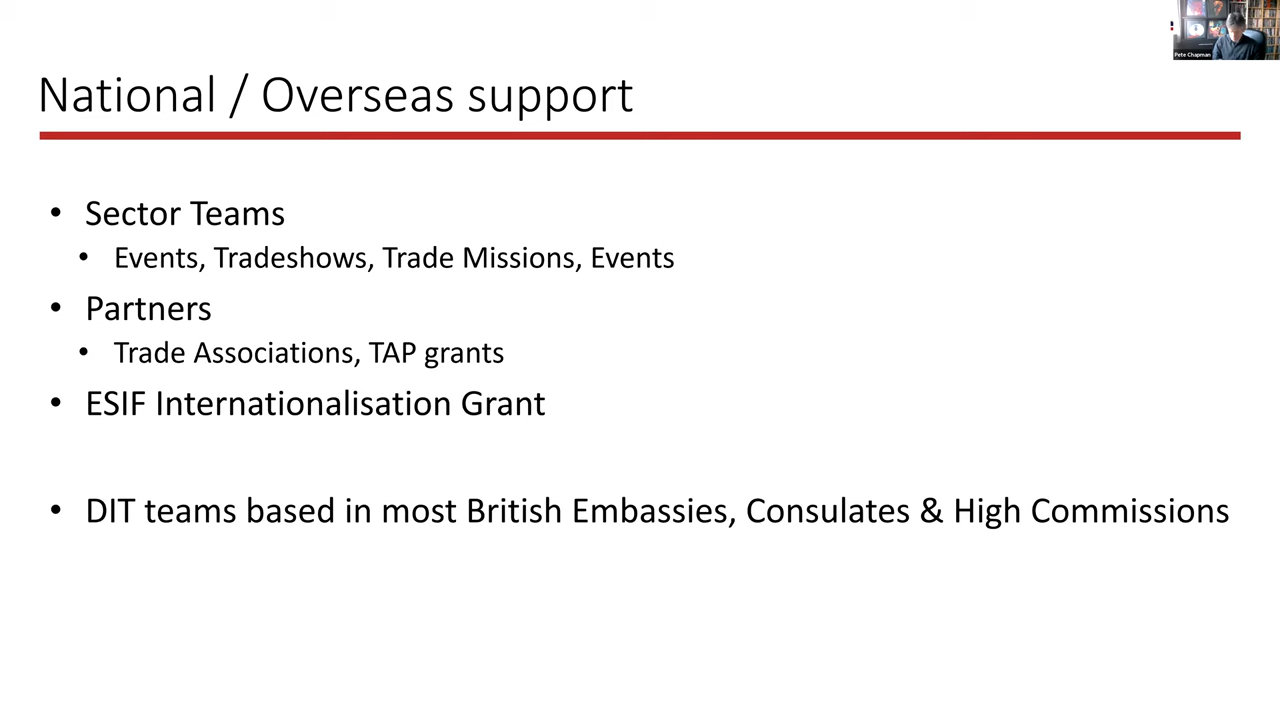 Pete Chapman
National / Overseas support
• Sector Teams
• Events, Tradeshows, Trade Missions, Events
• Partners
• Trade Associations, TAP grants
• ESIF Internationalisation Grant
• DIT teams based in most British Embassies, Consulates & High Commissions